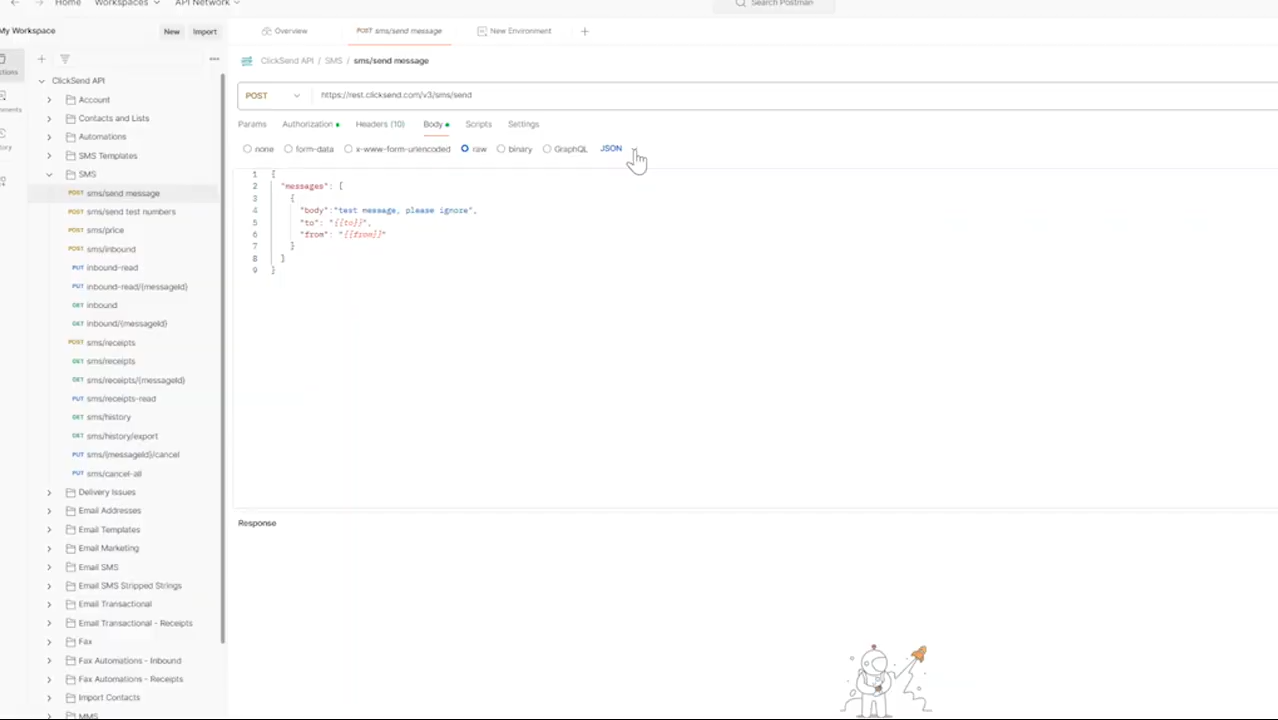 Home Workspaces API Network Search Postman
My Workspace New Import
Overview POST sms/send message New Environment
ClickSend API / SMS / sms/send message
POST https://rest.clicksend.com/v3/sms/send
Params Authorization Headers (10) Body Scripts Settings
none form-data x-www-form-urlencoded raw binary GraphQL JSON
1 {
2 "messages": [
3 {
4 "body":"test message, please ignore",
5 "to": "{{to}}",
6 "from": "{{from}}"
7 }
8 ]
9 }
Response
ClickSend API
Account
Contacts and Lists
Automations
SMS Templates
SMS
POST sms/send message
POST sms/send test numbers
POST sms/price
POST sms/inbound
PUT inbound-read
PUT inbound-read/{messageId}
GET inbound
GET inbound/{messageId}
POST sms/receipts
GET sms/receipts
GET sms/receipts/{messageId}
PUT sms/receipts-read
GET sms/history
GET sms/history/export
PUT sms/{messageId}/cancel
PUT sms/cancel-all
Delivery Issues
Email Addresses
Email Templates
Email Marketing
Email SMS
Email SMS Stripped Strings
Email Transactional
Email Transactional - Receipts
Fax
Fax Automations - Inbound
Fax Automations - Receipts
Import Contacts
MMS